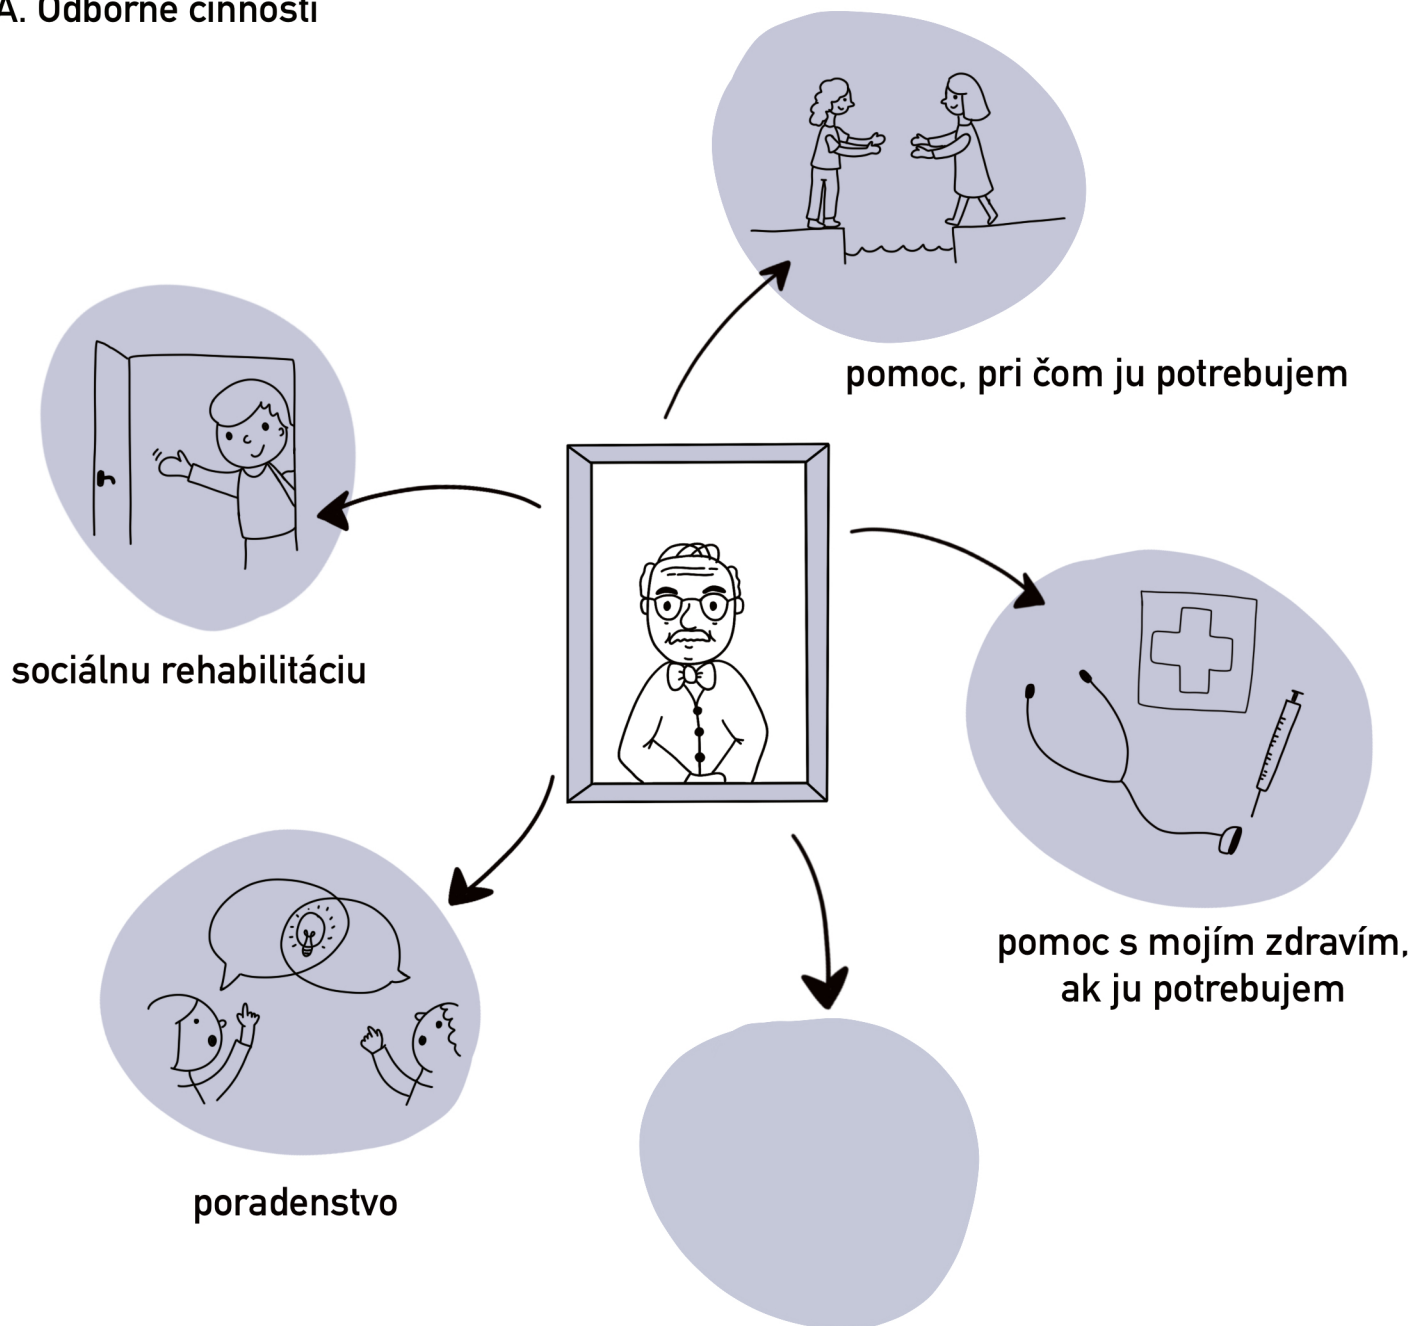 A. Odborné činnosti
pomoc, pri čom ju potrebujem
sociálnu rehabilitáciu
pomoc s mojím zdravím,
ak ju potrebujem
poradenstvo